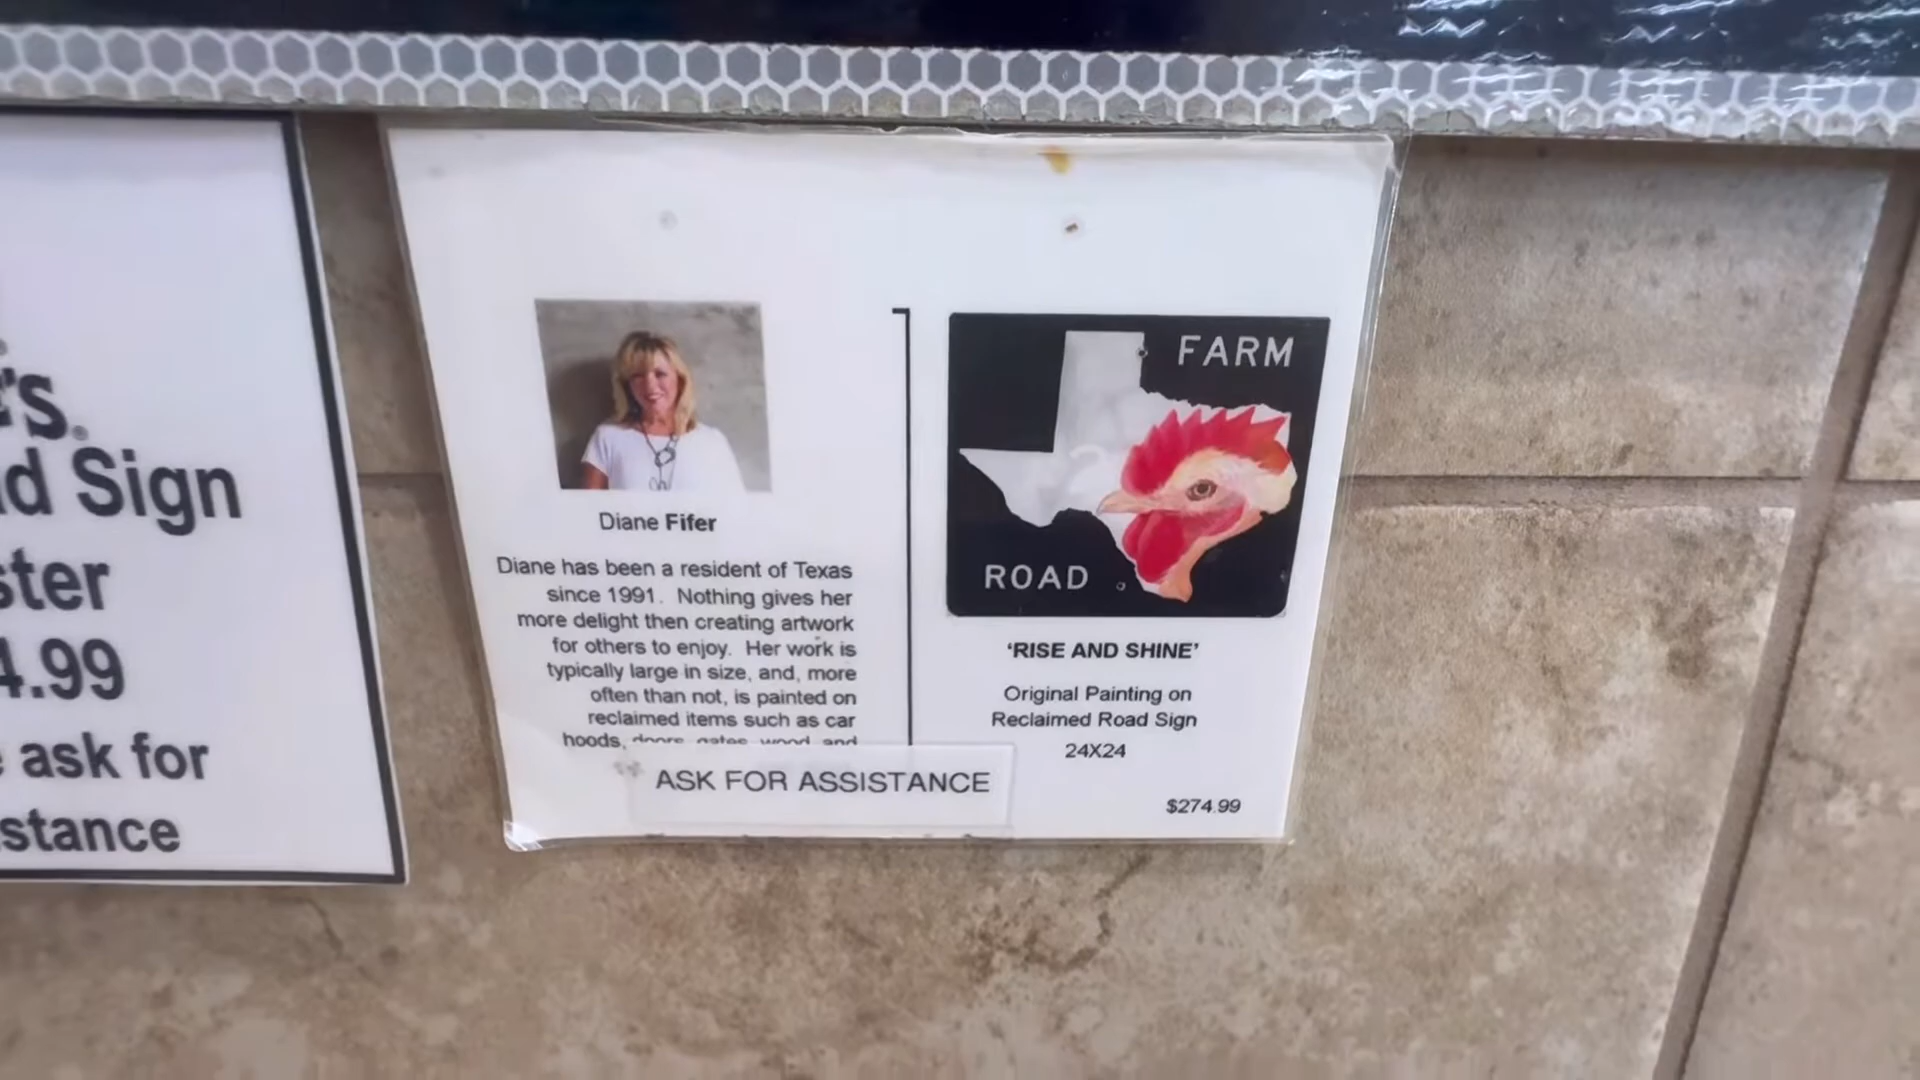 's.
d Sign
ster
4.99
ask for
stance
Diane Fifer
Diane has been a resident of Texas
since 1991. Nothing gives her
more delight then creating artwork
for others to enjoy. Her work is
typically large in size, and, more
often than not, is painted on
reclaimed items such as car
hoods, doors, gates, wood, and
ASK FOR ASSISTANCE
FARM
ROAD
‘RISE AND SHINE’
Original Painting on
Reclaimed Road Sign
24X24
$274.99